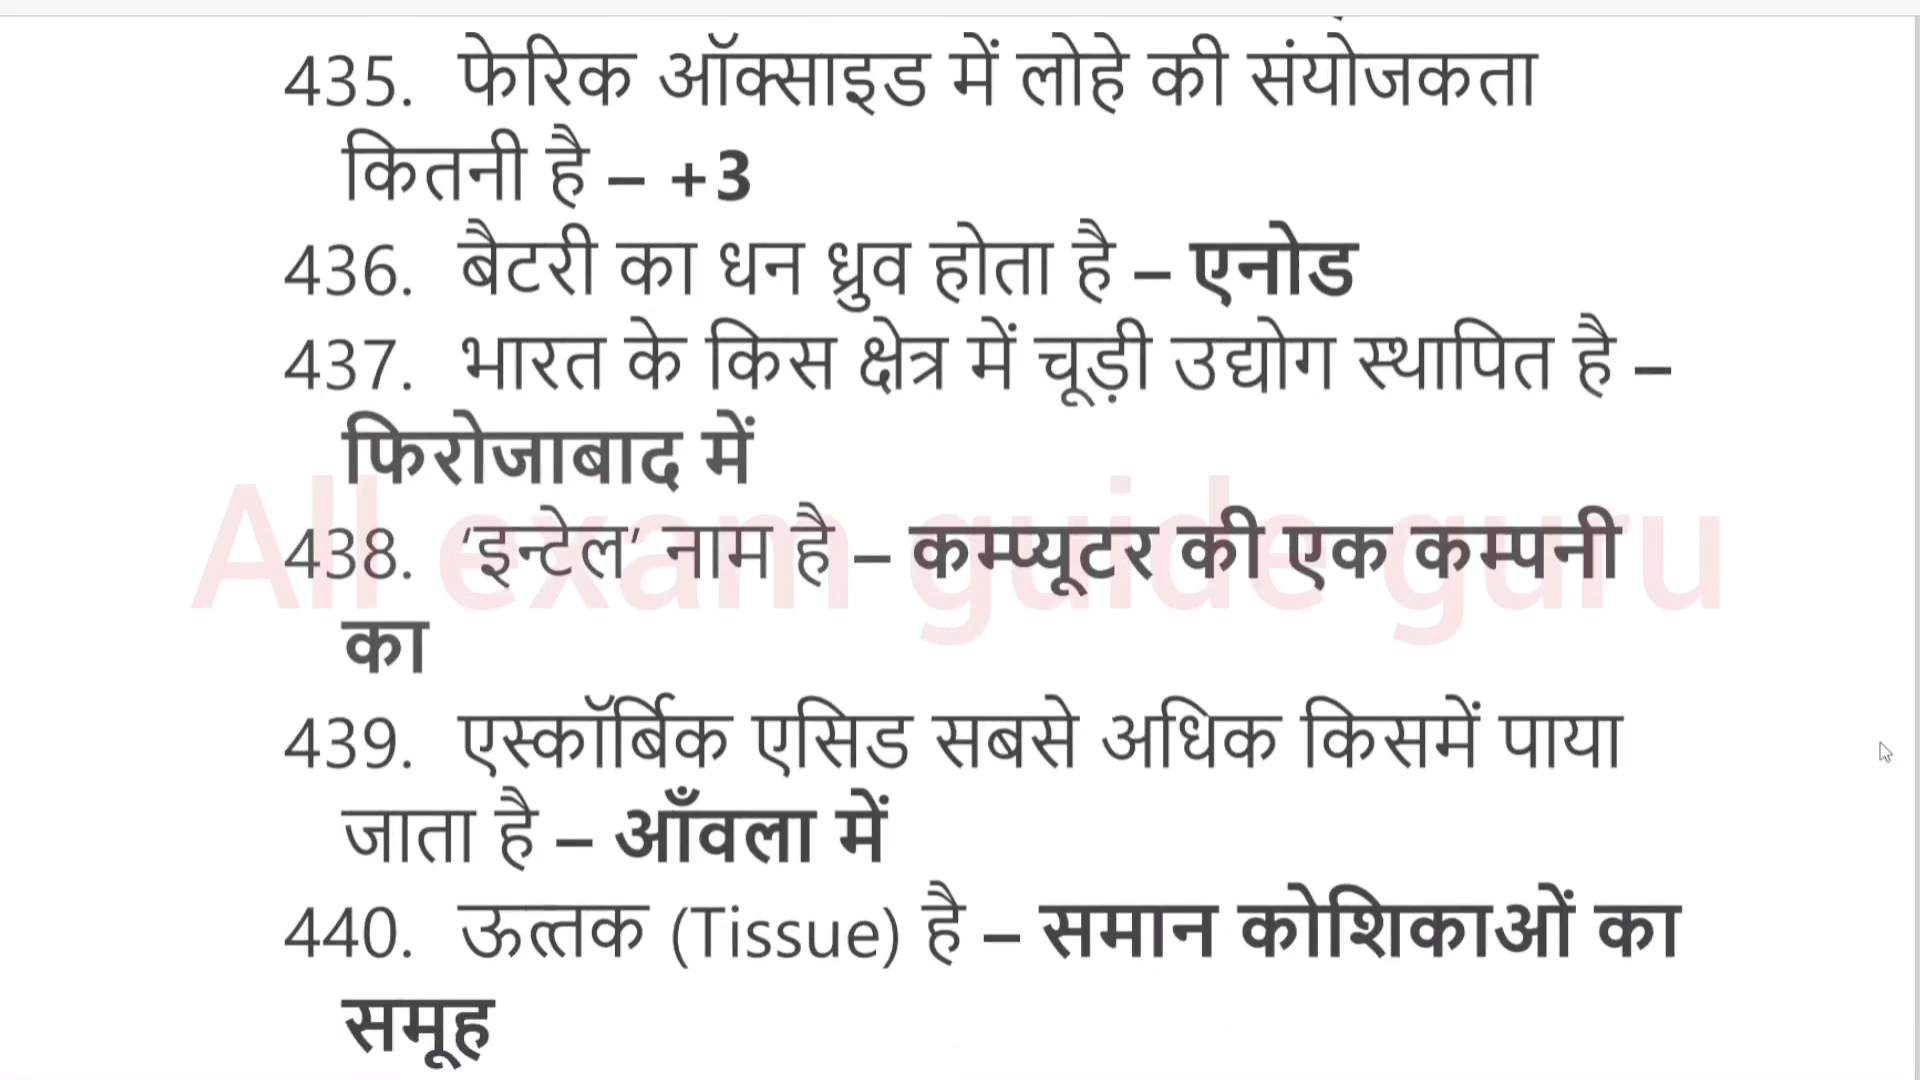 435. फेरिक ऑक्साइड में लोहे की संयोजकता
कितनी है – +3
436. बैटरी का धन ध्रुव होता है – एनोड
437. भारत के किस क्षेत्र में चूड़ी उद्योग स्थापित है –
फिरोजाबाद में
All exam guide guru
438. ‘इन्टेल’ नाम है – कम्प्यूटर की एक कम्पनी
का
439. एस्कॉर्बिक एसिड सबसे अधिक किसमें पाया
जाता है – आँवला में
440. ऊत्तक (Tissue) है – समान कोशिकाओं का
समूह